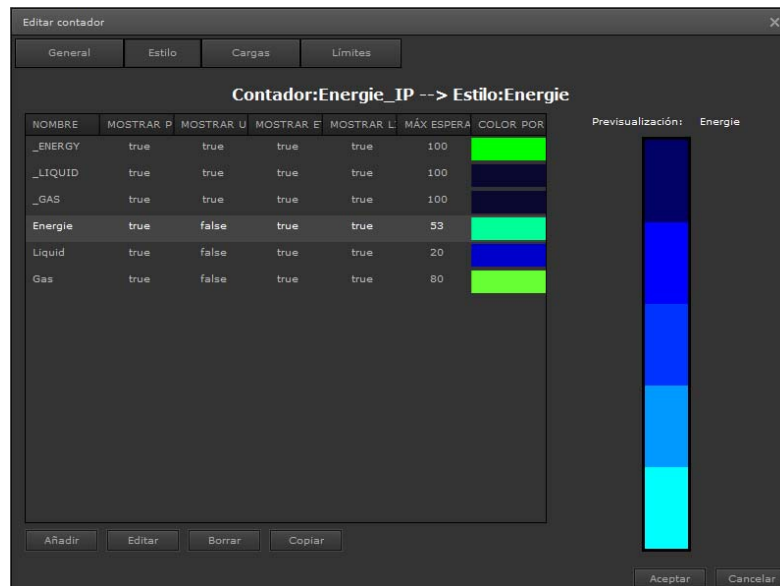 Editar contador
General Estilo Cargas Límites
Contador:Energie_IP --> Estilo:Energie
NOMBRE MOSTRAR P MOSTRAR U MOSTRAR E MOSTRAR L MÁX ESPERA COLOR POR
Previsualización: Energie
_ENERGY true true true true 100
_LIQUID true true true true 100
_GAS true true true true 100
Energie true false true true 53
Liquid true false true true 20
Gas true false true true 80
Añadir Editar Borrar Copiar
Aceptar Cancelar